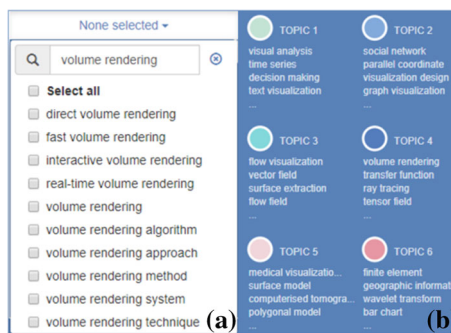 None selected
volume rendering
Select all
direct volume rendering
fast volume rendering
interactive volume rendering
real-time volume rendering
volume rendering
volume rendering algorithm
volume rendering approach
volume rendering method
volume rendering system
volume rendering technique
(a)
TOPIC 1
visual analysis
time series
decision making
text visualization
...
TOPIC 2
social network
parallel coordinate
visualization design
graph visualization
...
TOPIC 3
flow visualization
vector field
surface extraction
flow field
...
TOPIC 4
volume rendering
transfer function
ray tracing
tensor field
...
TOPIC 5
medical visualizatio...
surface model
computerised tomogra...
polygonal model
...
TOPIC 6
finite element
geographic informat
wavelet transform
bar chart
...
(b)